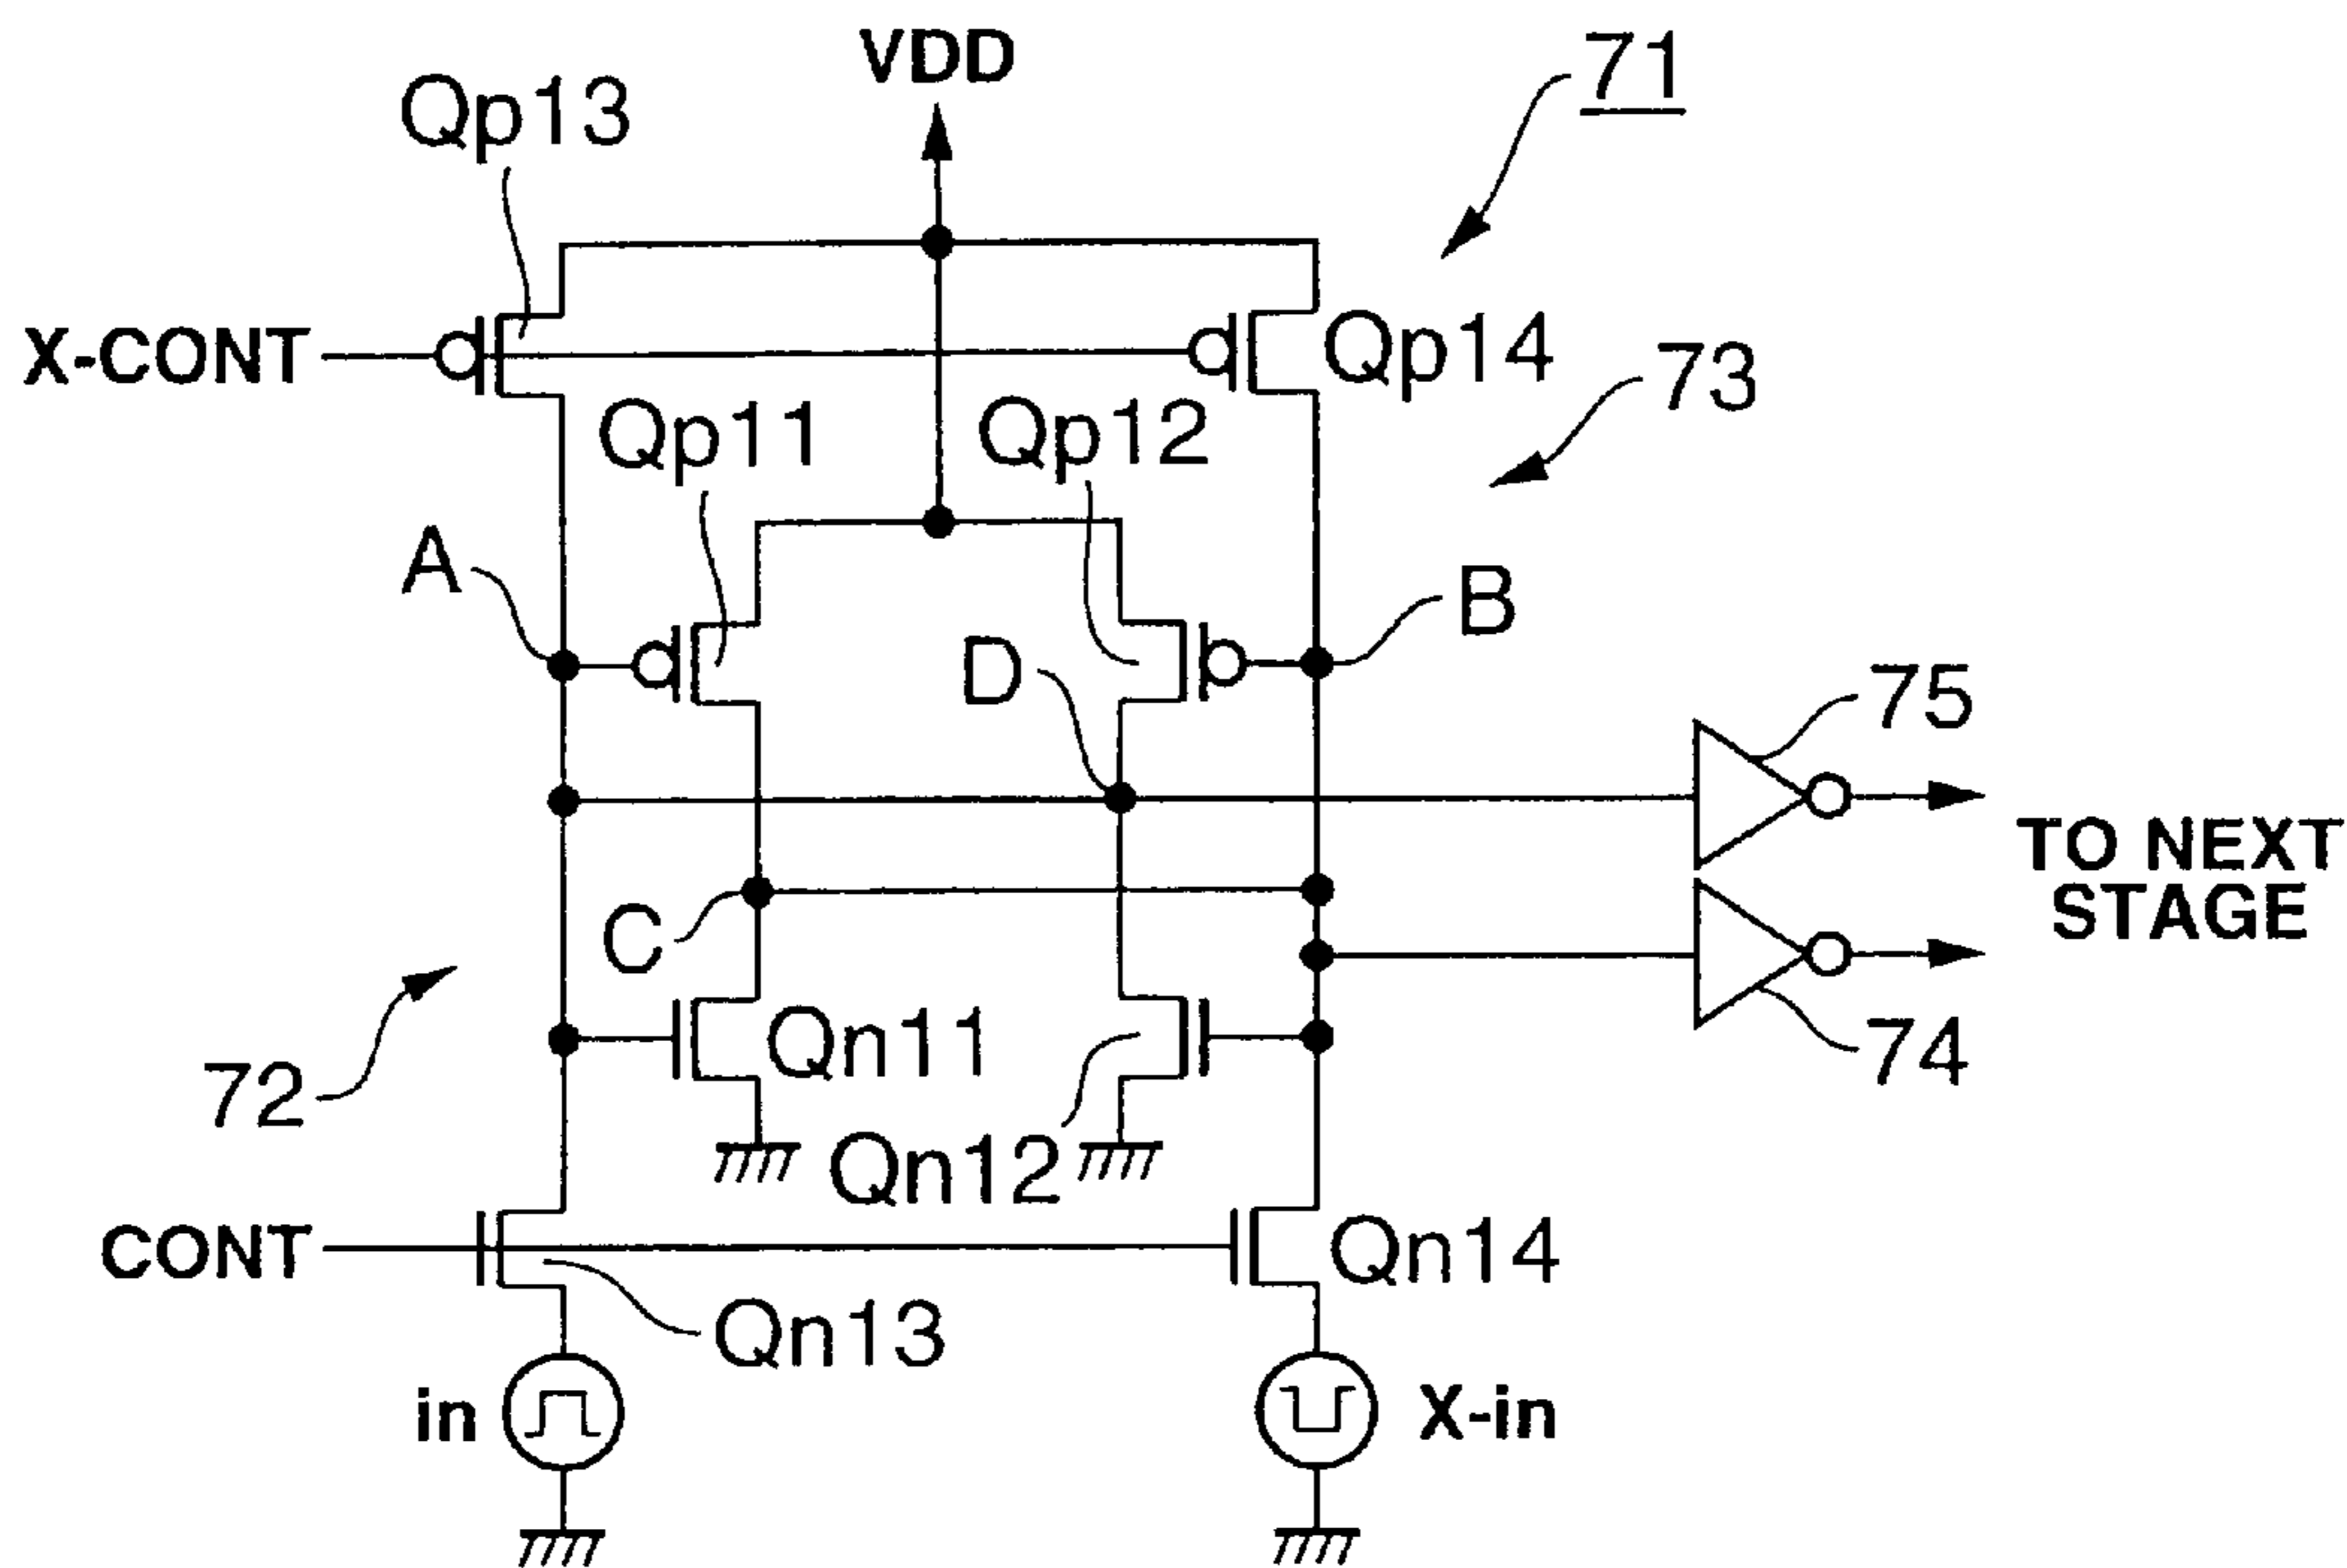 VDD
71
Qp13
X-CONT
Qp14
73
Qp11
Qp12
A
B
D
75
TO NEXT
STAGE
C
72
Qn11
74
Qn12
CONT
Qn14
Qn13
in
X-in